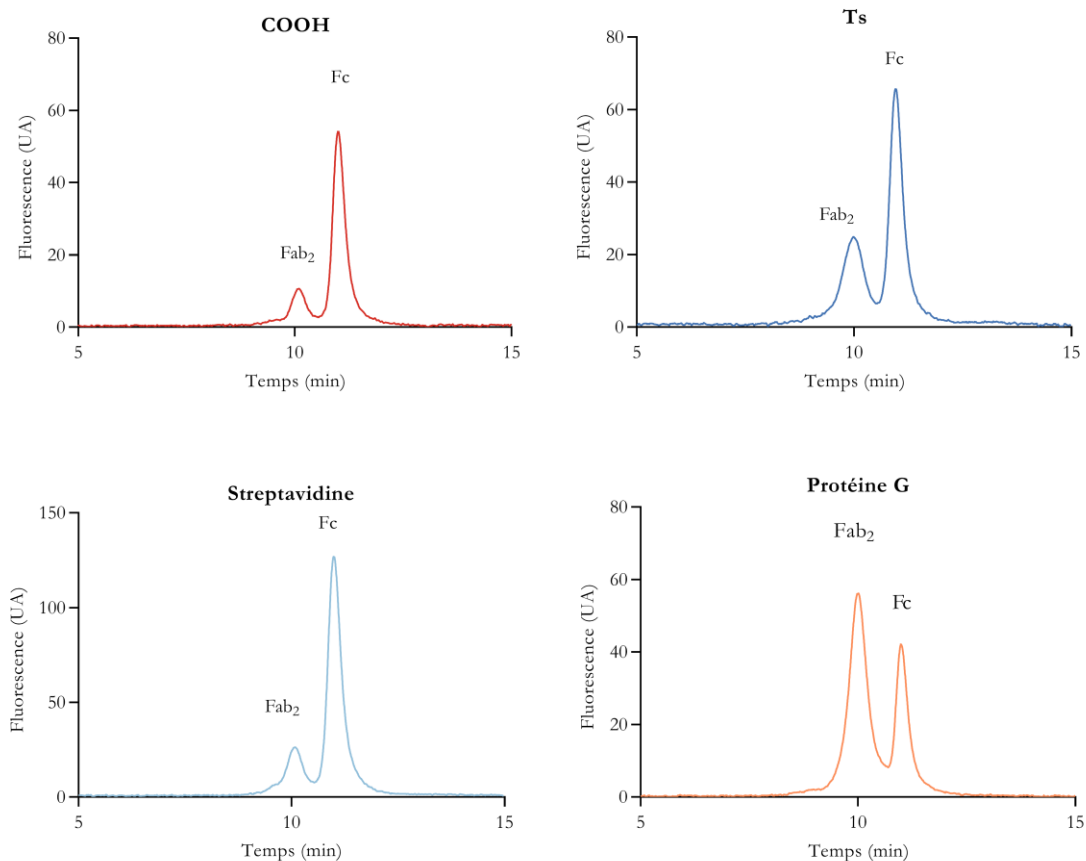 COOH
80
60
40
20
0
Fluorescence (UA)
Fab₂
Fc
5
10
15
Temps (min)
Ts
80
60
40
20
0
Fluorescence (UA)
Fab₂
Fc
5
10
15
Temps (min)
Streptavidine
150
100
50
0
Fluorescence (UA)
Fab₂
Fc
5
10
15
Temps (min)
Protéine G
80
60
40
20
0
Fluorescence (UA)
Fab₂
Fc
5
10
15
Temps (min)